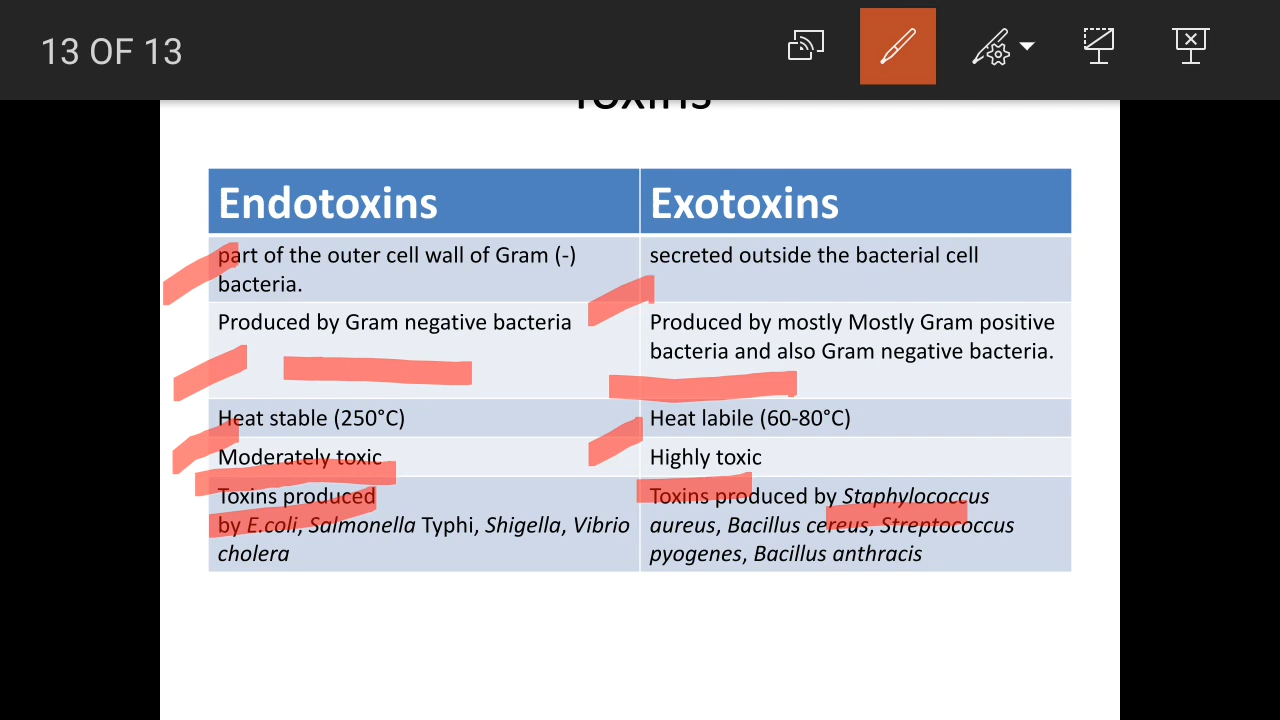 13 OF 13
Toxins
Endotoxins
Exotoxins
part of the outer cell wall of Gram (-)
bacteria.
secreted outside the bacterial cell
Produced by Gram negative bacteria
Produced by mostly Mostly Gram positive
bacteria and also Gram negative bacteria.
Heat stable (250°C)
Heat labile (60-80°C)
Moderately toxic
Highly toxic
Toxins produced
by E.coli, Salmonella Typhi, Shigella, Vibrio
cholera
Toxins produced by Staphylococcus
aureus, Bacillus cereus, Streptococcus
pyogenes, Bacillus anthracis